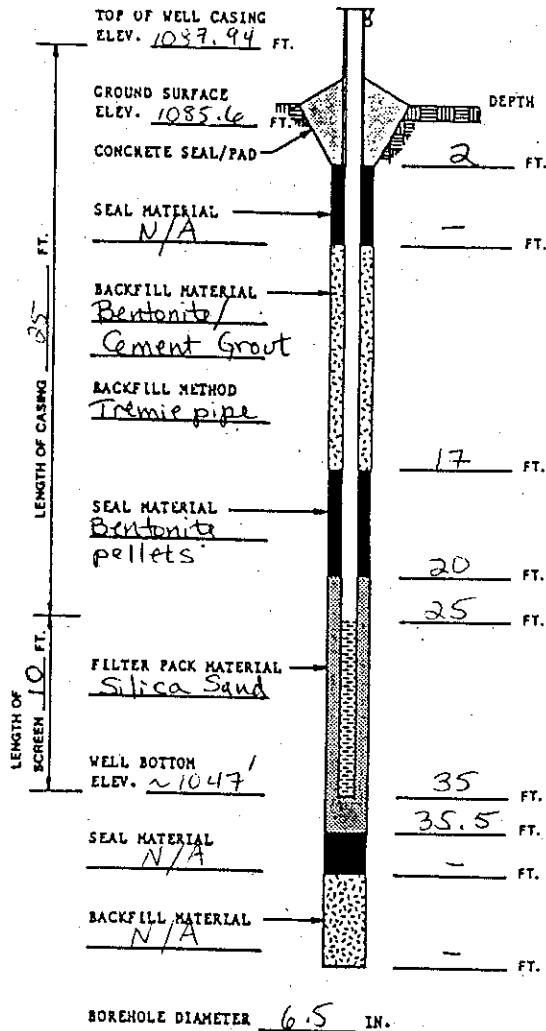 TOP OF WELL CASING
ELEV. 1087.94 FT.
GROUND SURFACE
ELEV. 1085.6 FT.
DEPTH
CONCRETE SEAL/PAD
2 FT.
SEAL MATERIAL
N/A
- FT.
BACKFILL MATERIAL
Bentonite/
Cement Grout
BACKFILL METHOD
Tremie pipe
LENGTH OF CASING FT.
17 FT.
SEAL MATERIAL
Bentonite
pellets
20 FT.
25 FT.
FILTER PACK MATERIAL
Silica Sand
LENGTH OF
SCREEN 10 FT.
WELL BOTTOM
ELEV. ~1047'
35 FT.
35.5 FT.
SEAL MATERIAL
N/A
- FT.
BACKFILL MATERIAL
N/A
- FT.
BOREHOLE DIAMETER 6.5 IN.